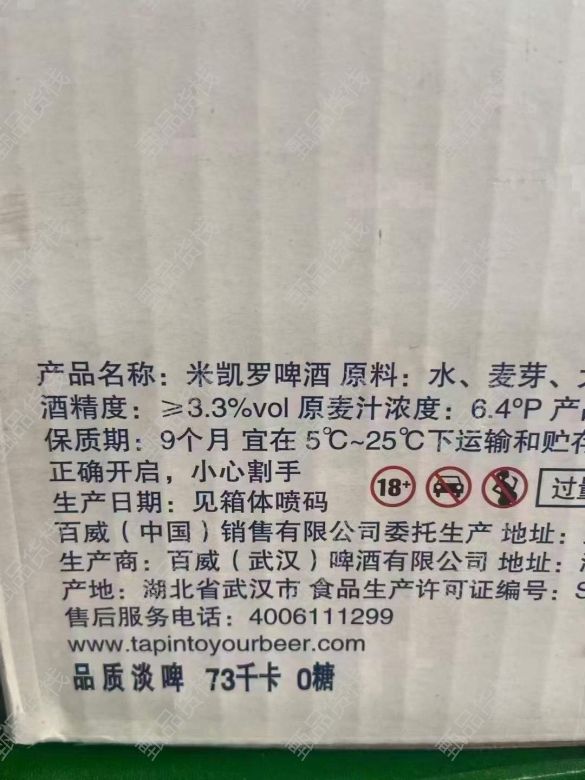 产品名称：米凯罗啤酒 原料：水、麦芽、
酒精度：≥3.3%vol 原麦汁浓度：6.4ºP 产
保质期：9个月 宜在 5℃~25℃下运输和贮存
正确开启，小心割手
18+
过量
生产日期：见箱体喷码
百威（中国）销售有限公司委托生产 地址：
生产商：百威（武汉）啤酒有限公司 地址：
产地：湖北省武汉市 食品生产许可证编号：S
售后服务电话：4006111299
www.tapintoyourbeer.com
品质淡啤 73千卡 0糖
甄品货栈